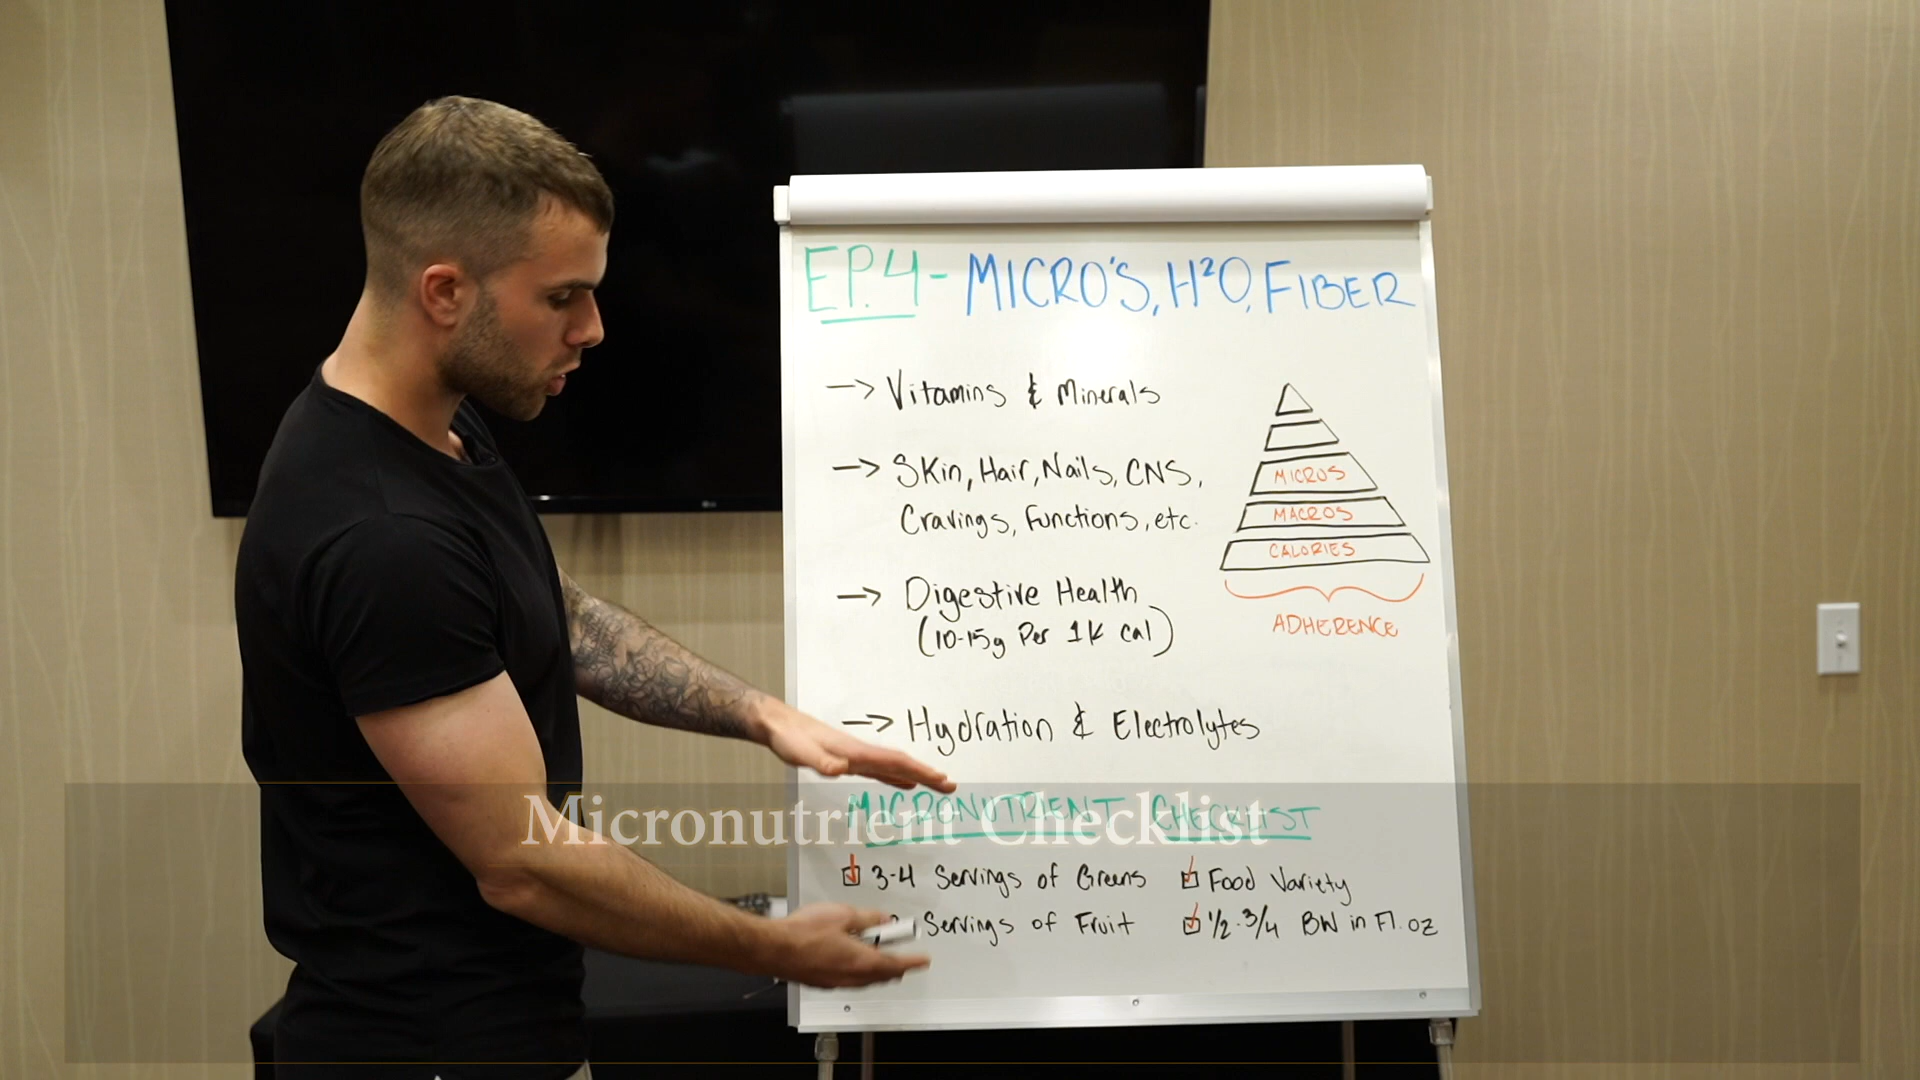 EP.4 - MICRO'S, H²O, FIBER
→ Vitamins & Minerals
→ Skin, Hair, Nails, CNS,
Cravings, Functions, etc.
→ Digestive Health
(10-15g Per 1K cal)
→ Hydration & Electrolytes
MICROS
MACROS
CALORIES
ADHERENCE
MICRONUTRIENT CHECKLIST
Micronutrient Checklist
3-4 Servings of Greens
Servings of Fruit
Food Variety
1/2-3/4 BW in Fl. oz
LG